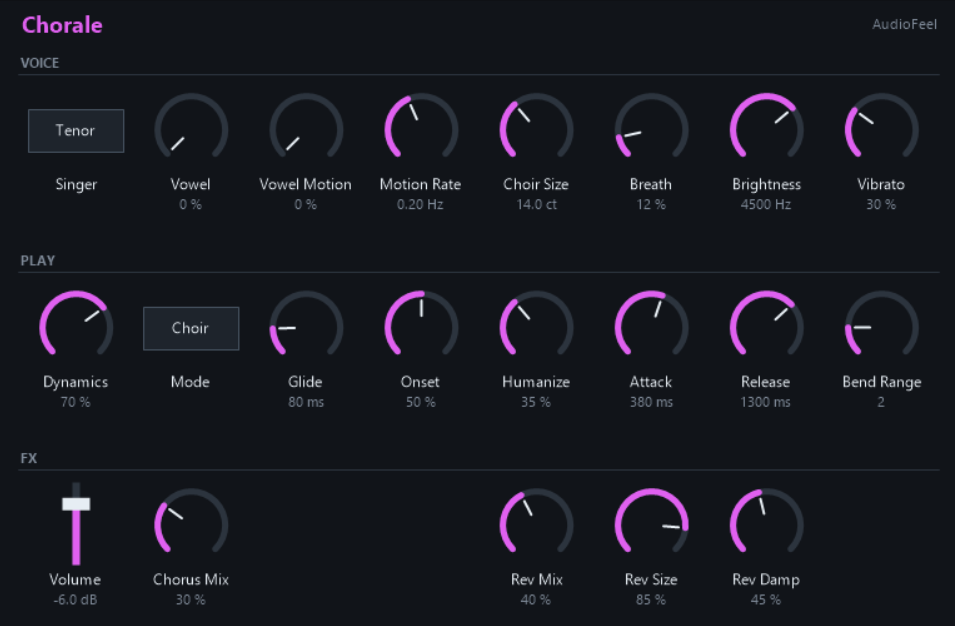 Chorale
AudioFeel
VOICE
Tenor
Singer Vowel Vowel Motion Motion Rate Choir Size Breath Brightness Vibrato
0 % 0 % 0.20 Hz 14.0 ct 12 % 4500 Hz 30 %
PLAY
Choir
Dynamics Mode Glide Onset Humanize Attack Release Bend Range
70 % 80 ms 50 % 35 % 380 ms 1300 ms 2
FX
Volume Chorus Mix Rev Mix Rev Size Rev Damp
-6.0 dB 30 % 40 % 85 % 45 %